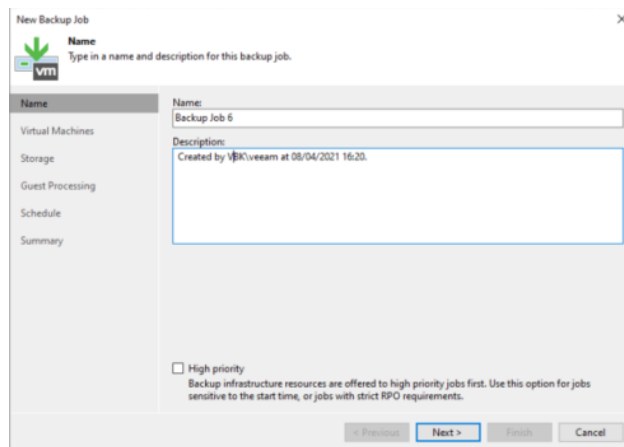 New Backup Job
Name
Type in a name and description for this backup job.
vm
Name
Virtual Machines
Storage
Guest Processing
Schedule
Summary
Name:
Backup Job 6
Description:
Created by VBK\veeam at 08/04/2021 16:20.
High priority
Backup infrastructure resources are offered to high priority jobs first. Use this option for jobs
sensitive to the start time, or jobs with strict RPO requirements.
< Previous
Next >
Finish
Cancel